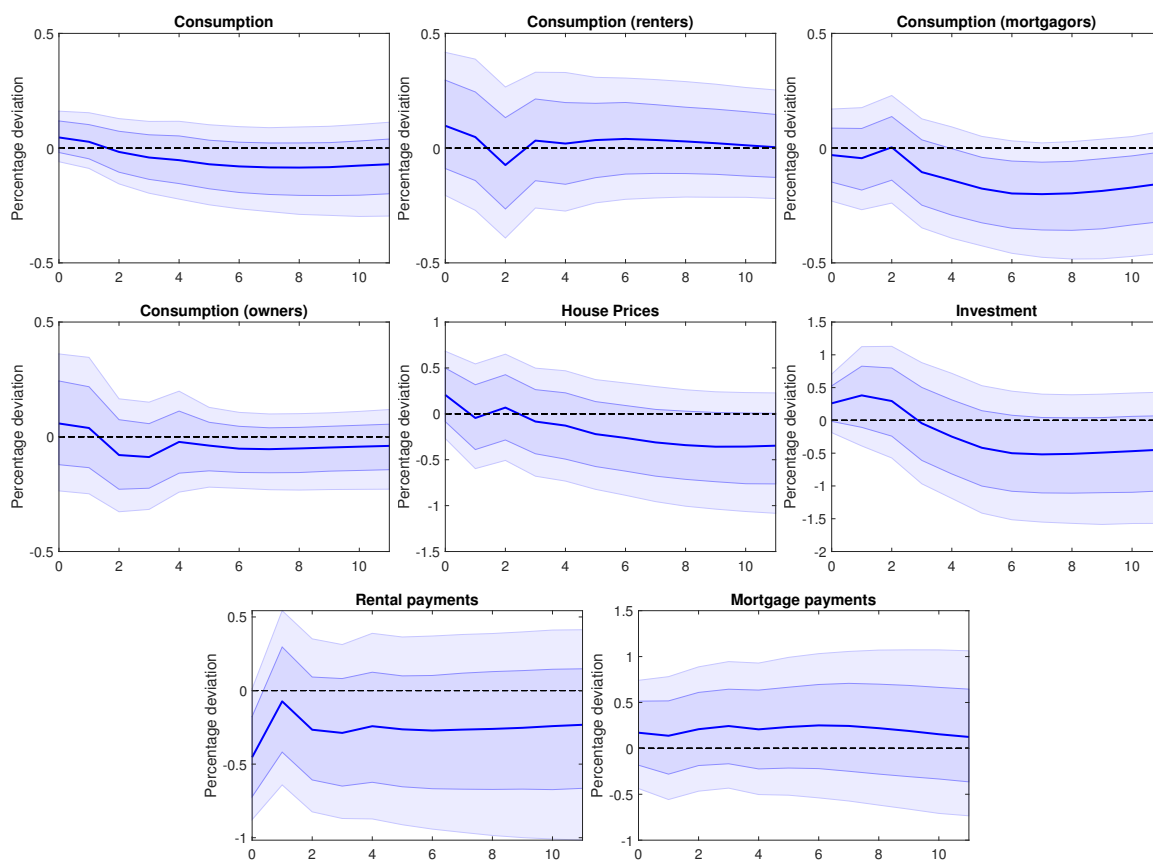 Consumption
Percentage deviation
0.5
0
-0.5
0 2 4 6 8 10
Consumption (renters)
Percentage deviation
0.5
0
-0.5
0 2 4 6 8 10
Consumption (mortgagors)
Percentage deviation
0.5
0
-0.5
0 2 4 6 8 10
Consumption (owners)
Percentage deviation
0.5
0
-0.5
0 2 4 6 8 10
House Prices
Percentage deviation
1
0.5
0
-0.5
-1
-1.5
0 2 4 6 8 10
Investment
Percentage deviation
1.5
1
0.5
0
-0.5
-1
-1.5
-2
0 2 4 6 8 10
Rental payments
Percentage deviation
0.5
0
-0.5
-1
0 2 4 6 8 10
Mortgage payments
Percentage deviation
1.5
1
0.5
0
-0.5
-1
0 2 4 6 8 10